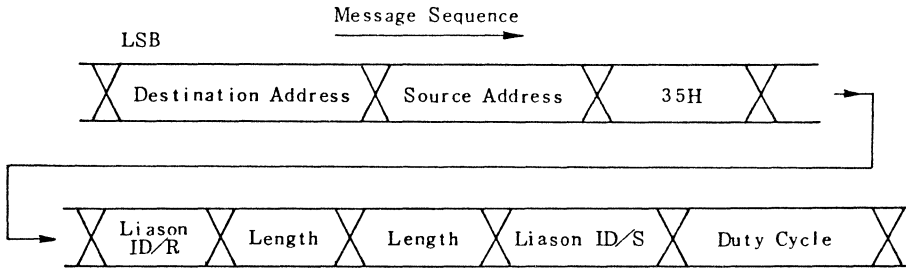 Message Sequence
LSB
Destination Address
Source Address
35H
Liason
ID/R
Length
Length
Liason ID/S
Duty Cycle